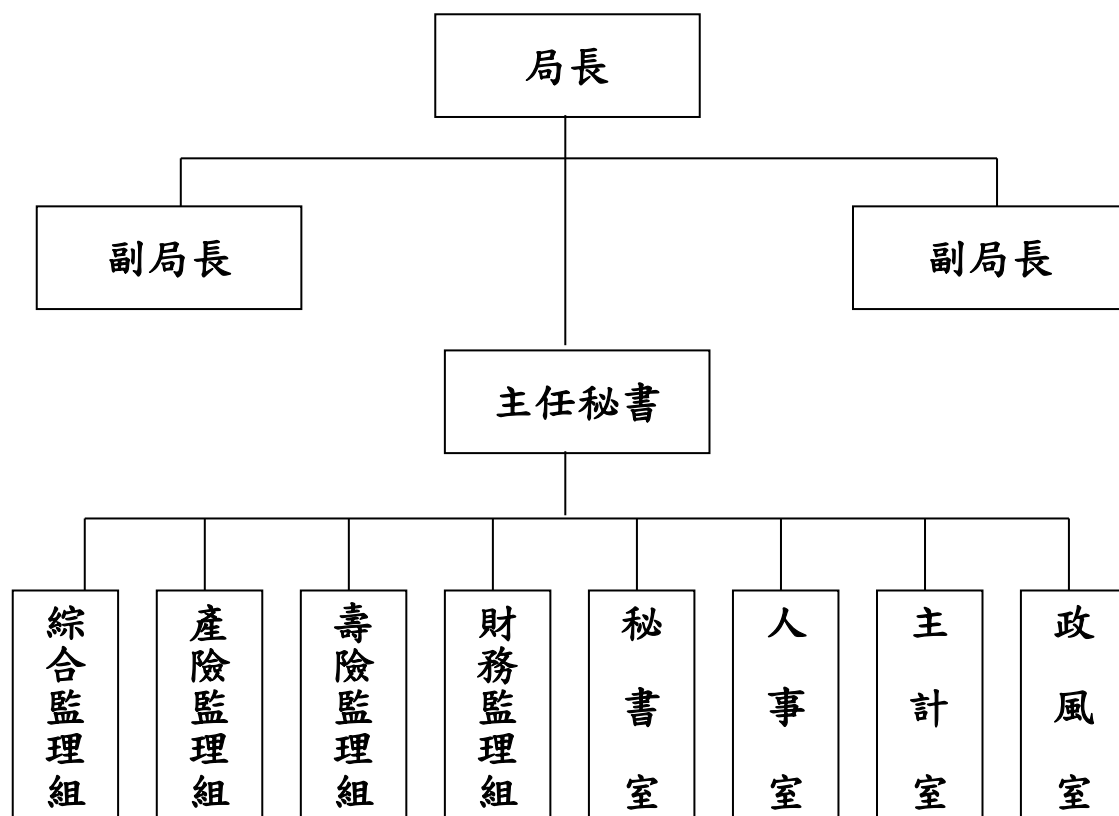 局長
副局長
副局長
主任秘書
綜合監理組
產險監理組
壽險監理組
財務監理組
秘書室
人事室
主計室
政風室